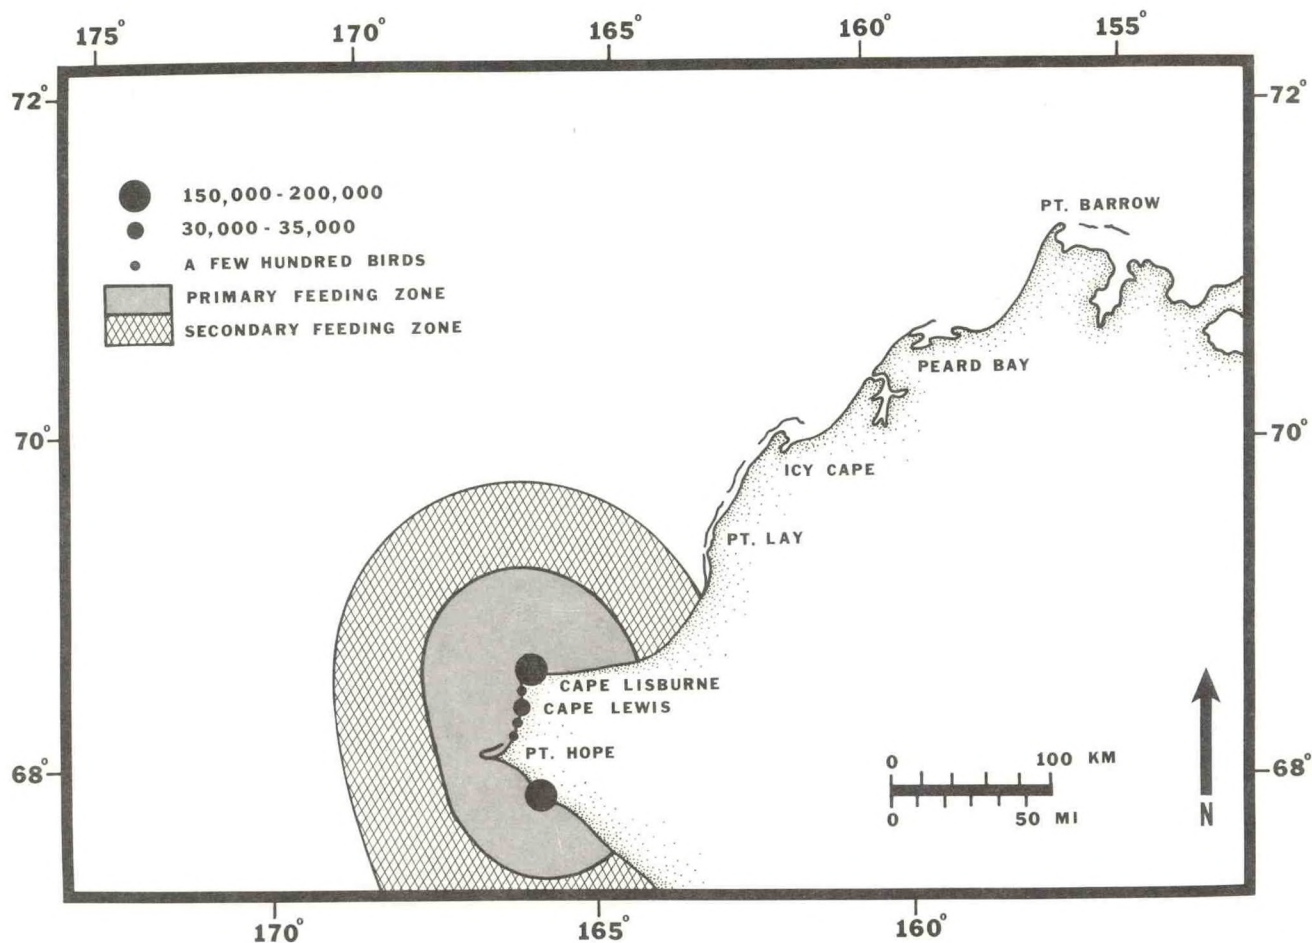 175° 170° 165° 160° 155°
72° 72°
150,000 - 200,000
30,000 - 35,000
A FEW HUNDRED BIRDS
PRIMARY FEEDING ZONE
SECONDARY FEEDING ZONE
PT. BARROW
PEARD BAY
70° 70°
ICY CAPE
PT. LAY
CAPE LISBURNE
CAPE LEWIS
PT. HOPE
68° 68°
0 100 KM
0 50 MI
N
170° 165° 160°